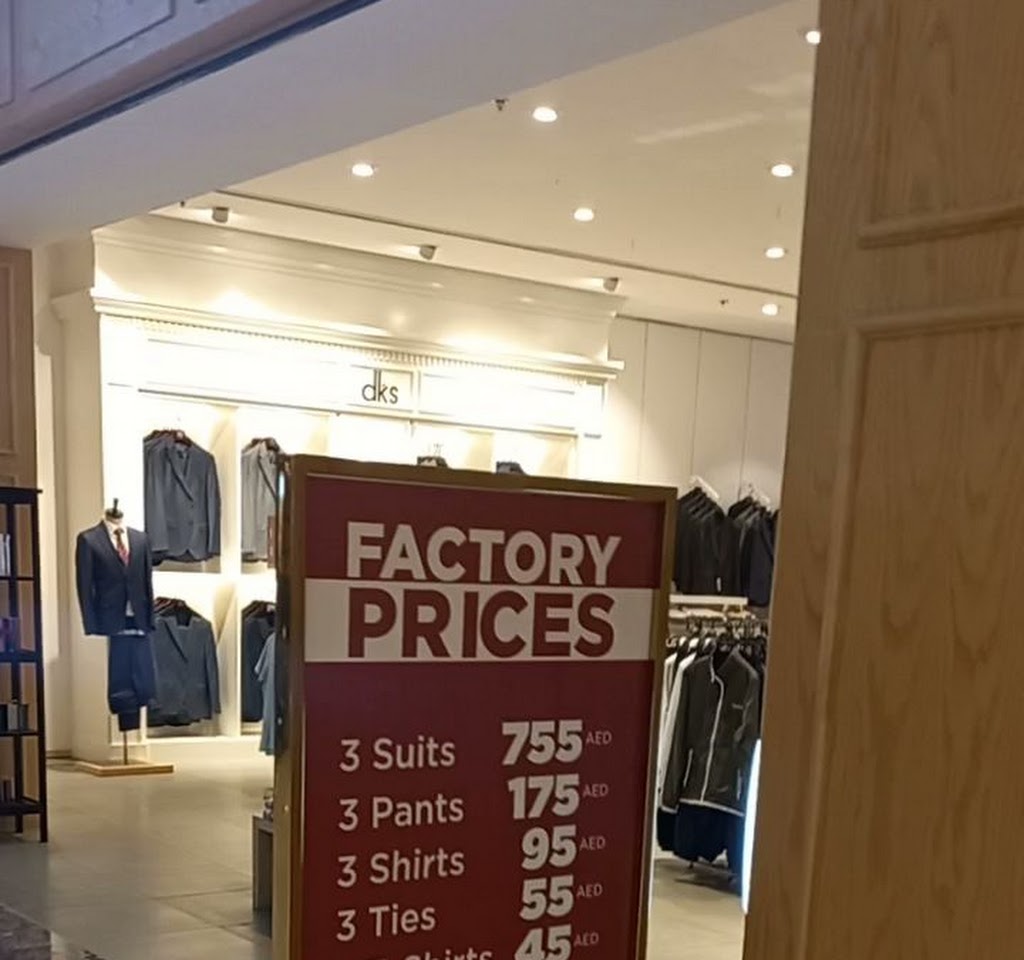 dks
FACTORY
PRICES
3 Suits 755 AED
3 Pants 175 AED
3 Shirts 95 AED
3 Ties 55 AED
Shirts 45 AED